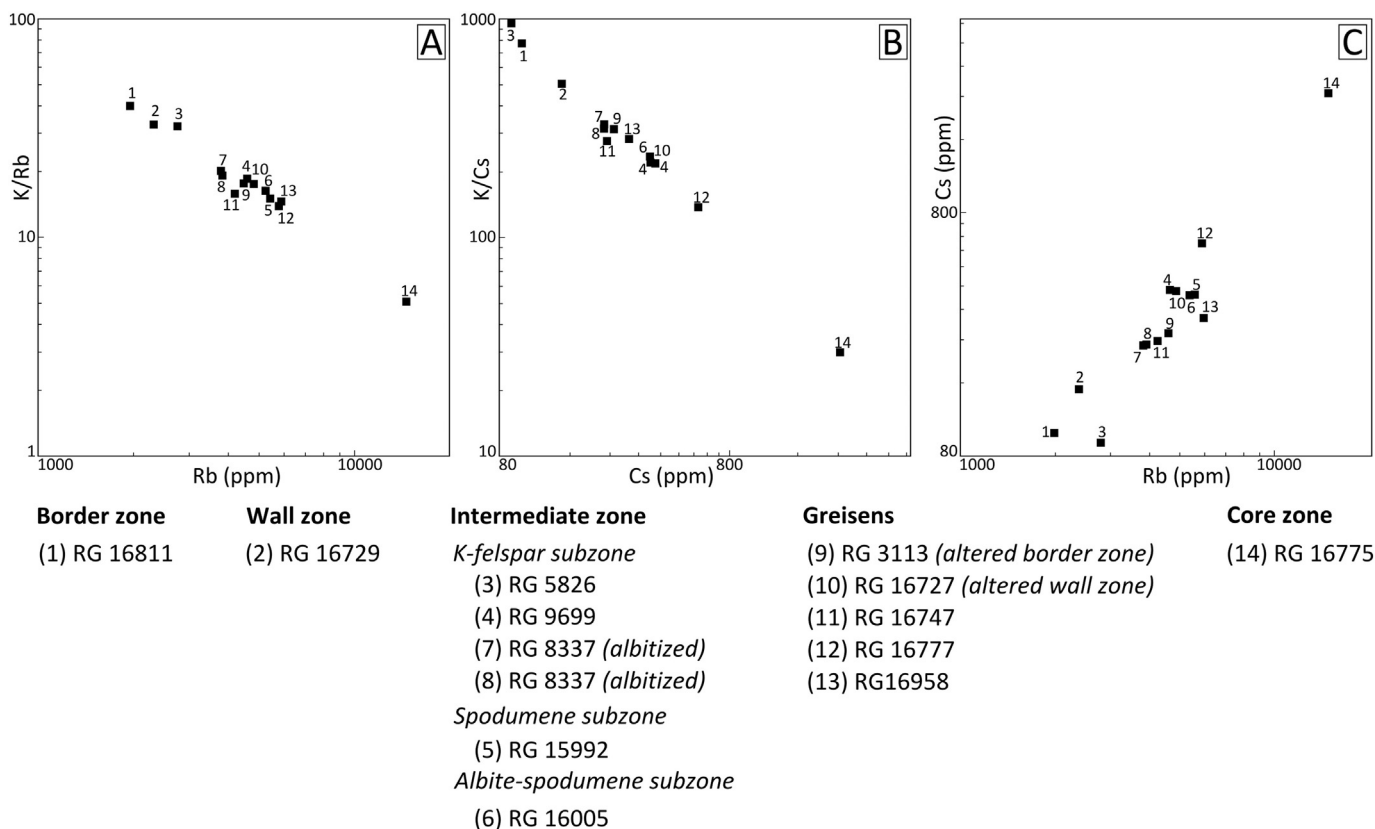 A
100
10
1
K/Rb
1
2
3
7
8
4
10
11
9
6
5
13
12
14
1000
10000
Rb (ppm)
B
1000
100
10
K/Cs
3
1
2
7
9
8
11
13
6
10
4
4
12
14
80
800
Cs (ppm)
C
800
80
Cs (ppm)
14
12
4
10
5
6
13
9
8
7
11
2
1
3
1000
10000
Rb (ppm)
Border zone
(1) RG 16811
Wall zone
(2) RG 16729
Intermediate zone
K-felspar subzone
(3) RG 5826
(4) RG 9699
(7) RG 8337 (albitized)
(8) RG 8337 (albitized)
Spodumene subzone
(5) RG 15992
Albite-spodumene subzone
(6) RG 16005
Greisens
(9) RG 3113 (altered border zone)
(10) RG 16727 (altered wall zone)
(11) RG 16747
(12) RG 16777
(13) RG16958
Core zone
(14) RG 16775